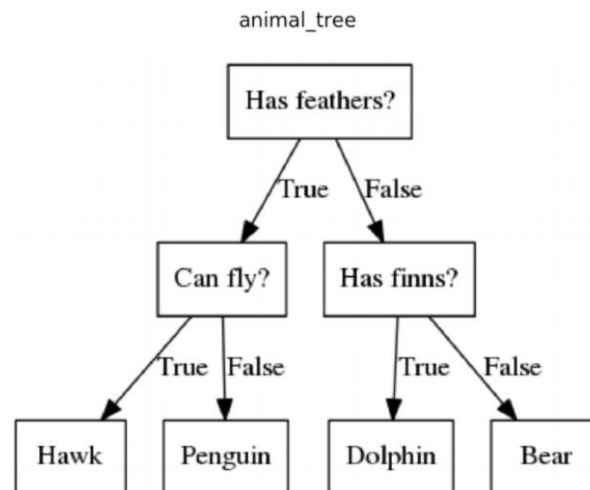 animal_tree
Has feathers?
True False
Can fly? Has finns?
True False True False
Hawk Penguin Dolphin Bear